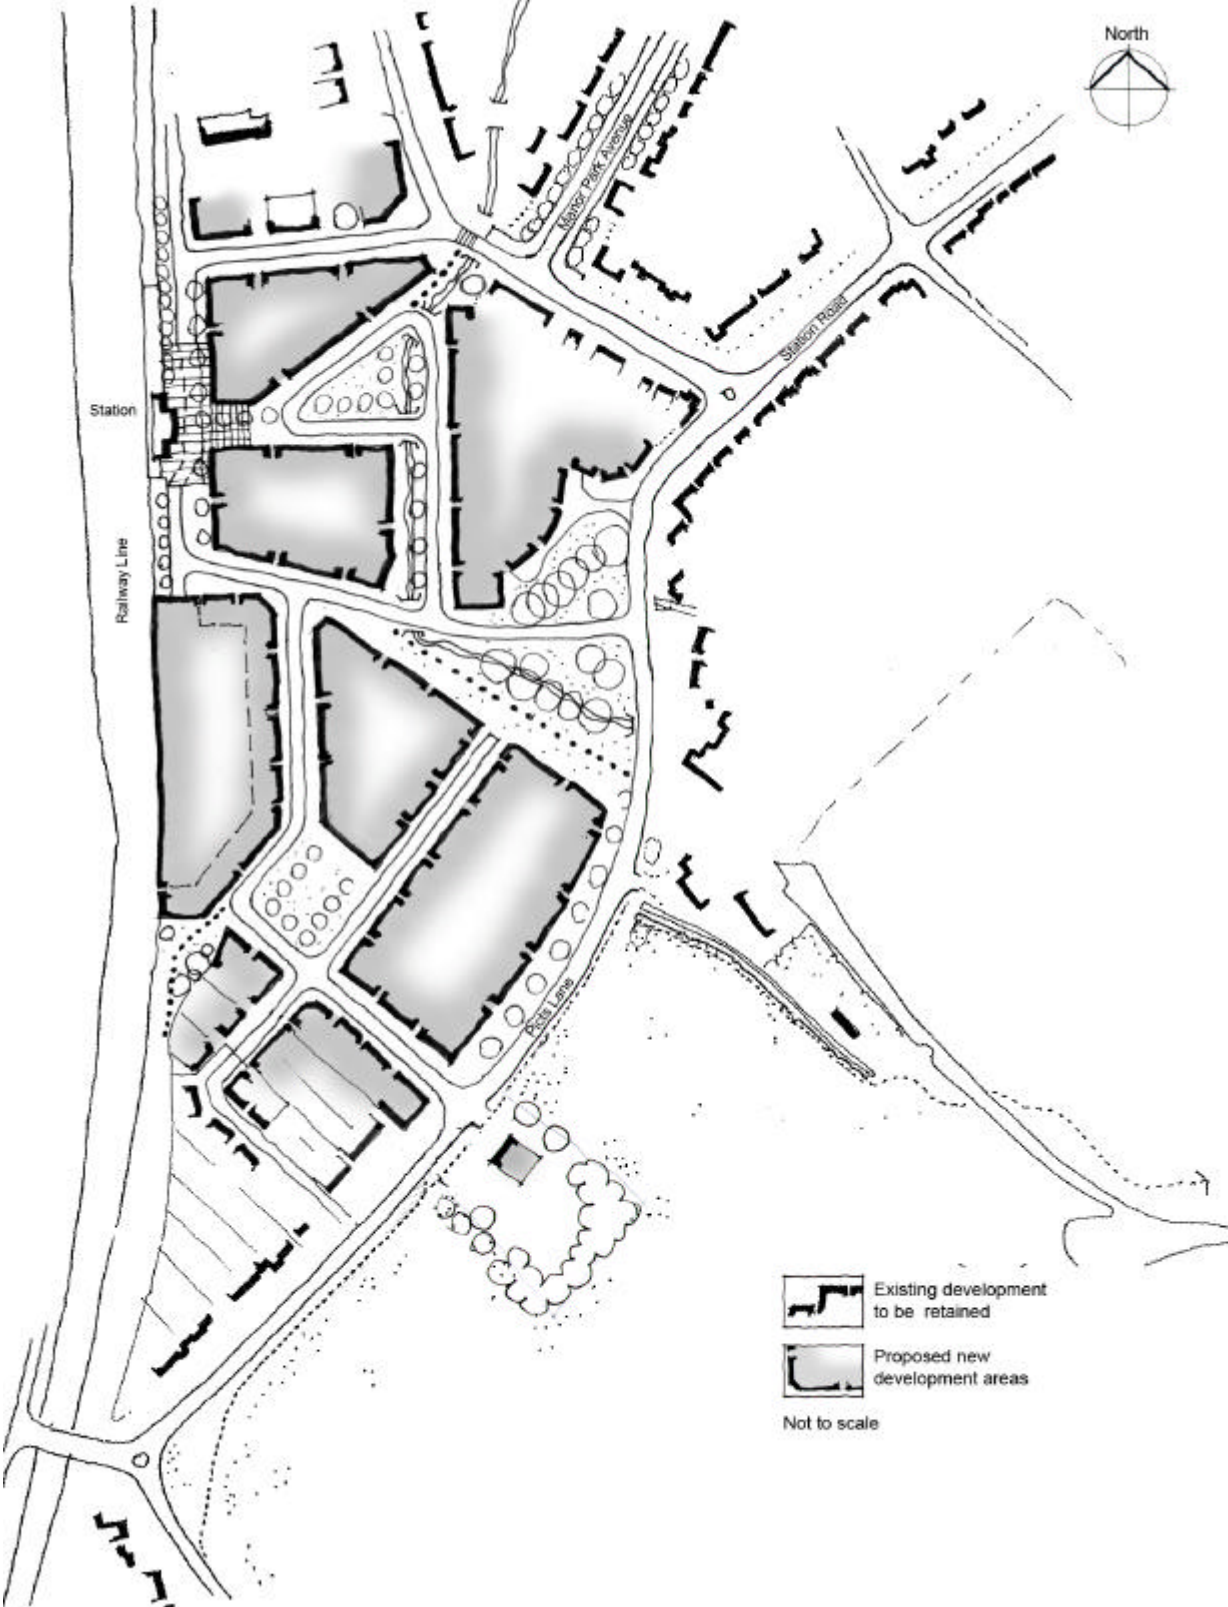 North
Manor Park Avenue
Station Road
Station
Railway Line
Picts Lane
Existing development
to be retained
Proposed new
development areas
Not to scale